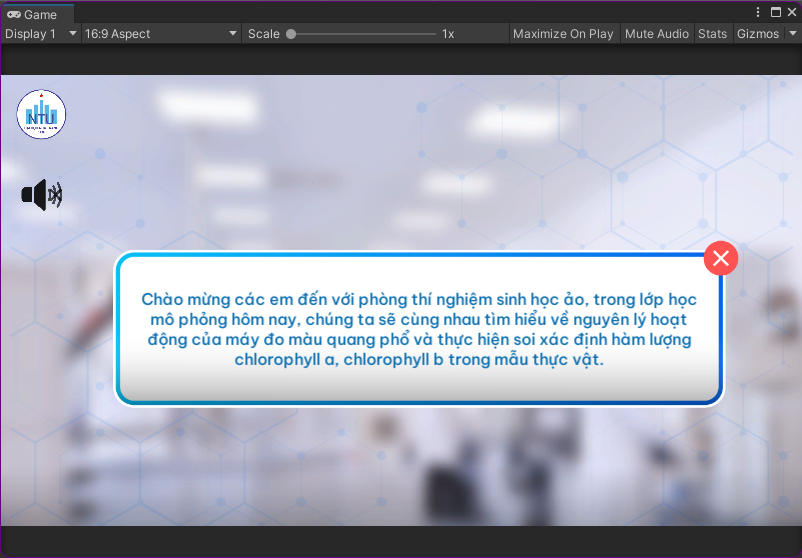 Game
Display 1
16:9 Aspect
Scale
1x
Maximize On Play
Mute Audio
Stats
Gizmos
NTU
Chào mừng các em đến với phòng thí nghiệm sinh học ảo, trong lớp học
mô phỏng hôm nay, chúng ta sẽ cùng nhau tìm hiểu về nguyên lý hoạt
động của máy đo màu quang phổ và thực hiện soi xác định hàm lượng
chlorophyll a, chlorophyll b trong mẫu thực vật.